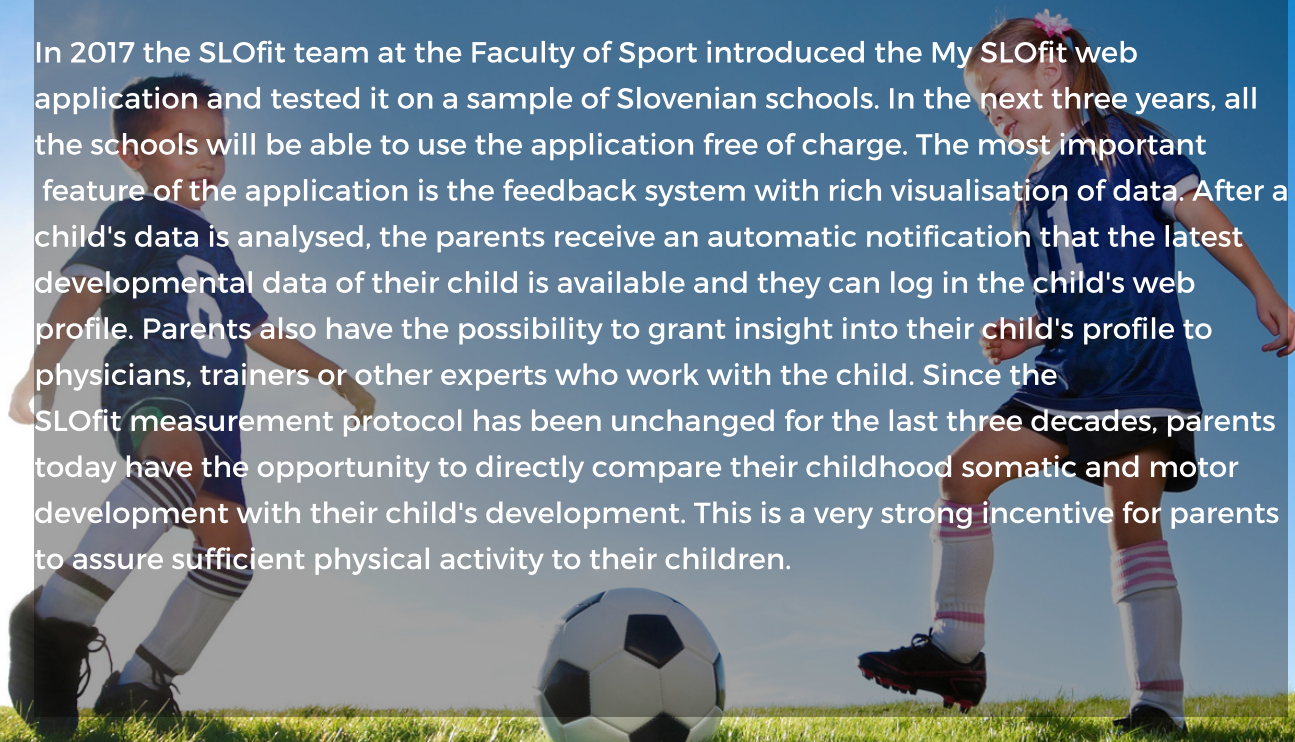 In 2017 the SLOfit team at the Faculty of Sport introduced the My SLOfit web
application and tested it on a sample of Slovenian schools. In the next three years, all
the schools will be able to use the application free of charge. The most important
feature of the application is the feedback system with rich visualisation of data. After a
child's data is analysed, the parents receive an automatic notification that the latest
developmental data of their child is available and they can log in the child's web
profile. Parents also have the possibility to grant insight into their child's profile to
physicians, trainers or other experts who work with the child. Since the
SLOfit measurement protocol has been unchanged for the last three decades, parents
today have the opportunity to directly compare their childhood somatic and motor
development with their child's development. This is a very strong incentive for parents
to assure sufficient physical activity to their children.
6
11